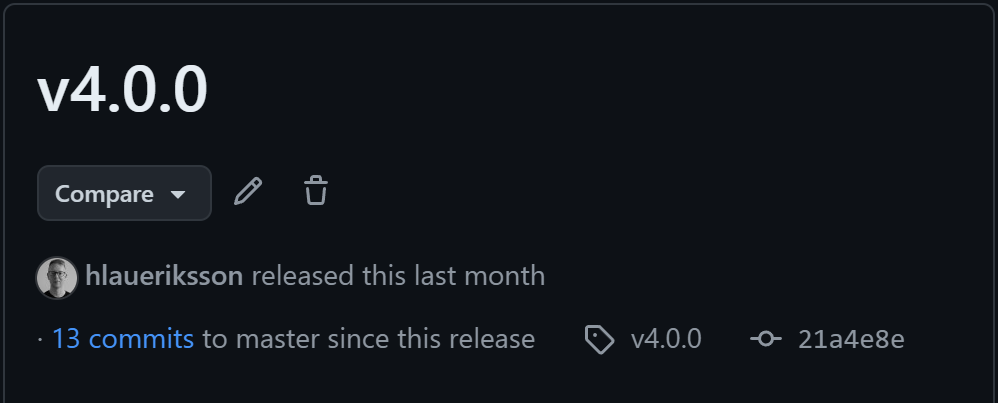 v4.0.0
Compare
hlaueriksson released this last month
· 13 commits to master since this release v4.0.0 21a4e8e